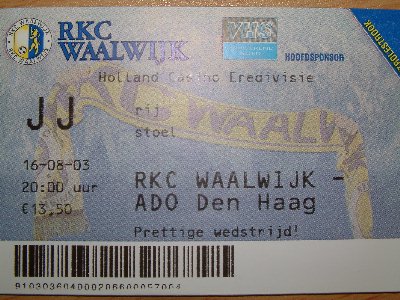 RKC
WAALWIJK
HOOFDSPONSOR
Holland Casino Eredivisie
JJ
rij
stoel
16-08-03
20:00 uur
€13,50
RKC WAALWIJK -
ADO Den Haag
Prettige wedstrijd!
RKC WAALWIJK